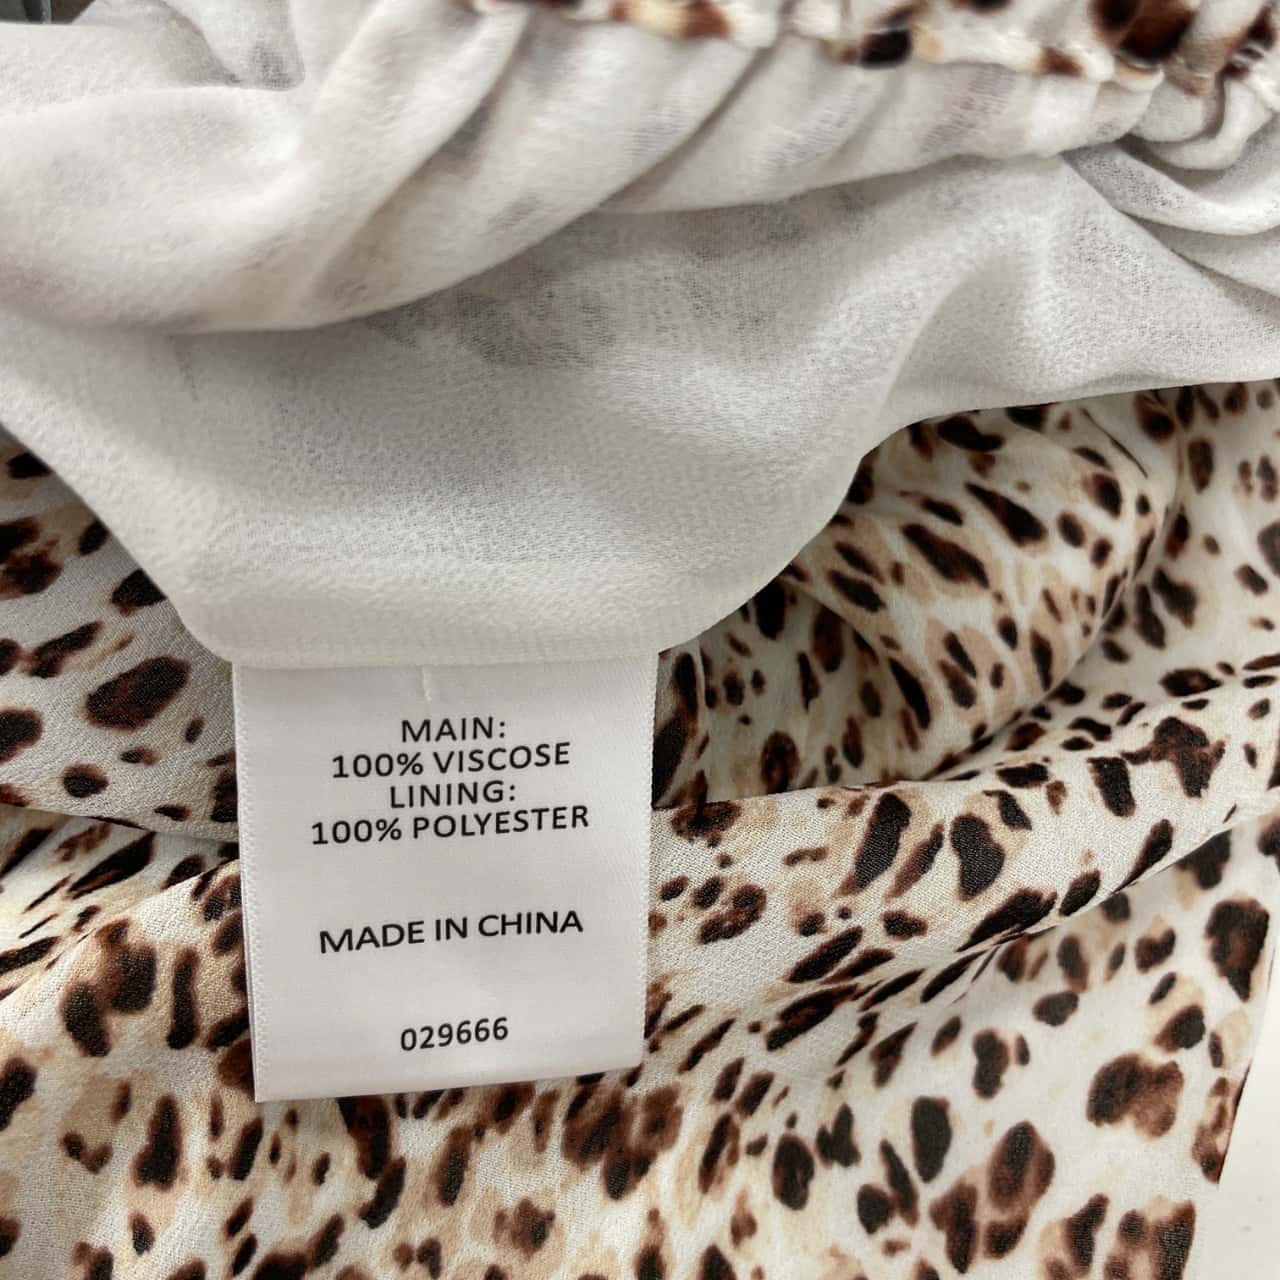 MAIN:
100% VISCOSE
LINING:
100% POLYESTER
MADE IN CHINA
029666